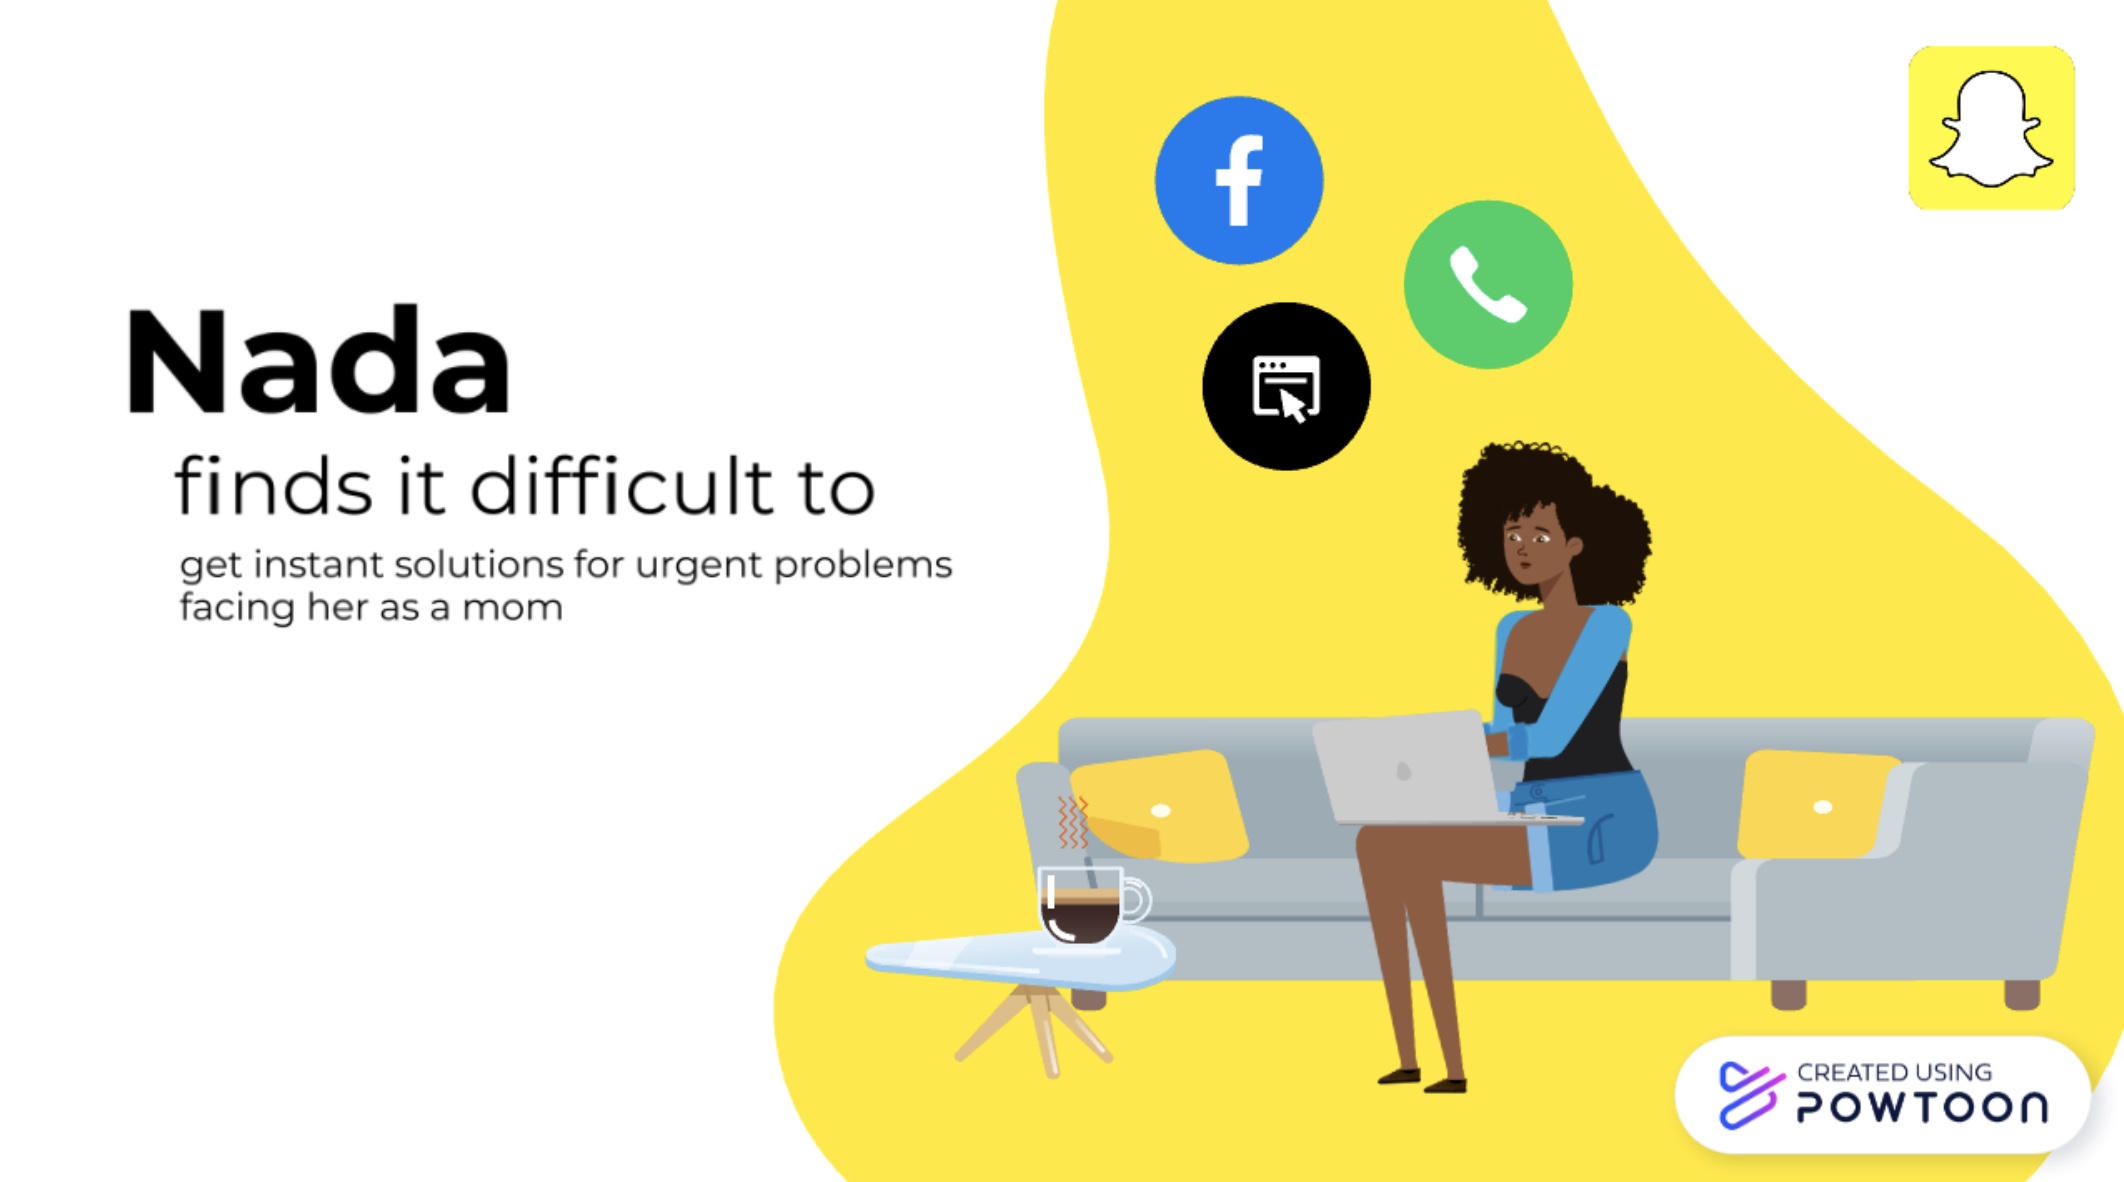 Nada
finds it difficult to
get instant solutions for urgent problems
facing her as a mom
CREATED USING
POWTOON